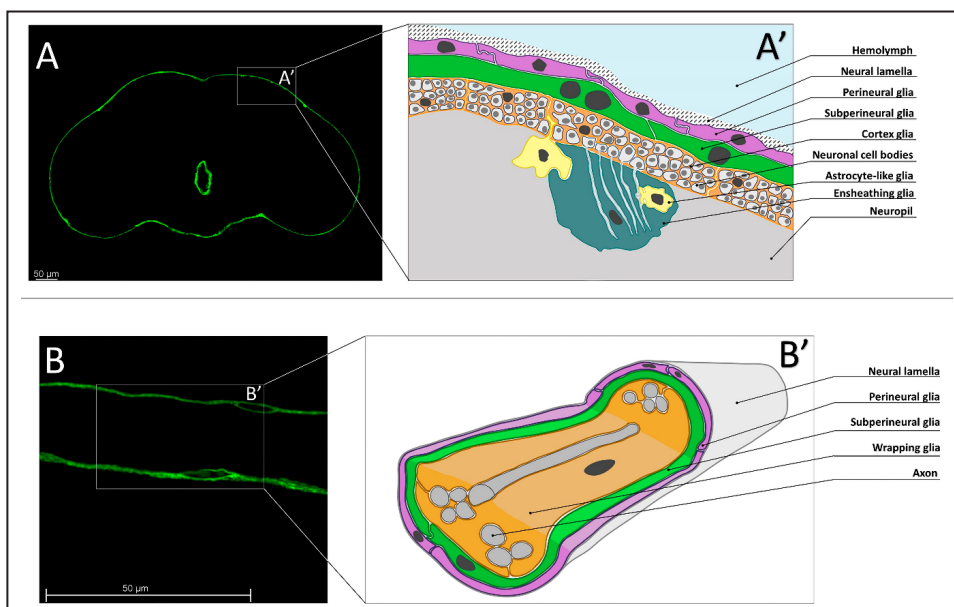 A
A'
50 µm
A'
Hemolymph
Neural lamella
Perineural glia
Subperineural glia
Cortex glia
Neuronal cell bodies
Astrocyte-like glia
Ensheathing glia
Neuropil
B
B'
50 µm
B'
Neural lamella
Perineural glia
Subperineural glia
Wrapping glia
Axon